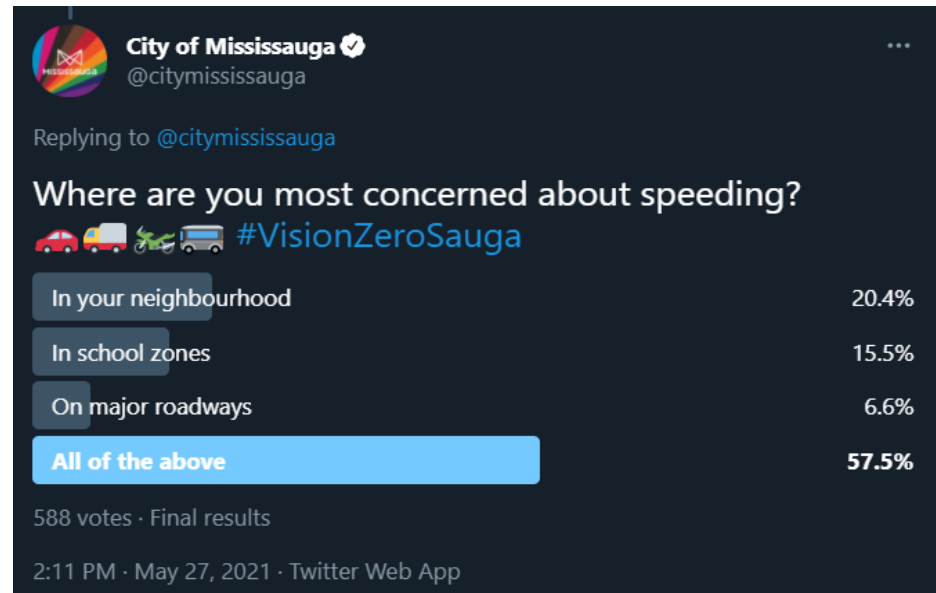 City of Mississauga
@citymississauga
MISSISSAUGA
Replying to @citymississauga
Where are you most concerned about speeding?
#VisionZeroSauga
In your neighbourhood 20.4%
In school zones 15.5%
On major roadways 6.6%
All of the above 57.5%
588 votes · Final results
2:11 PM · May 27, 2021 · Twitter Web App